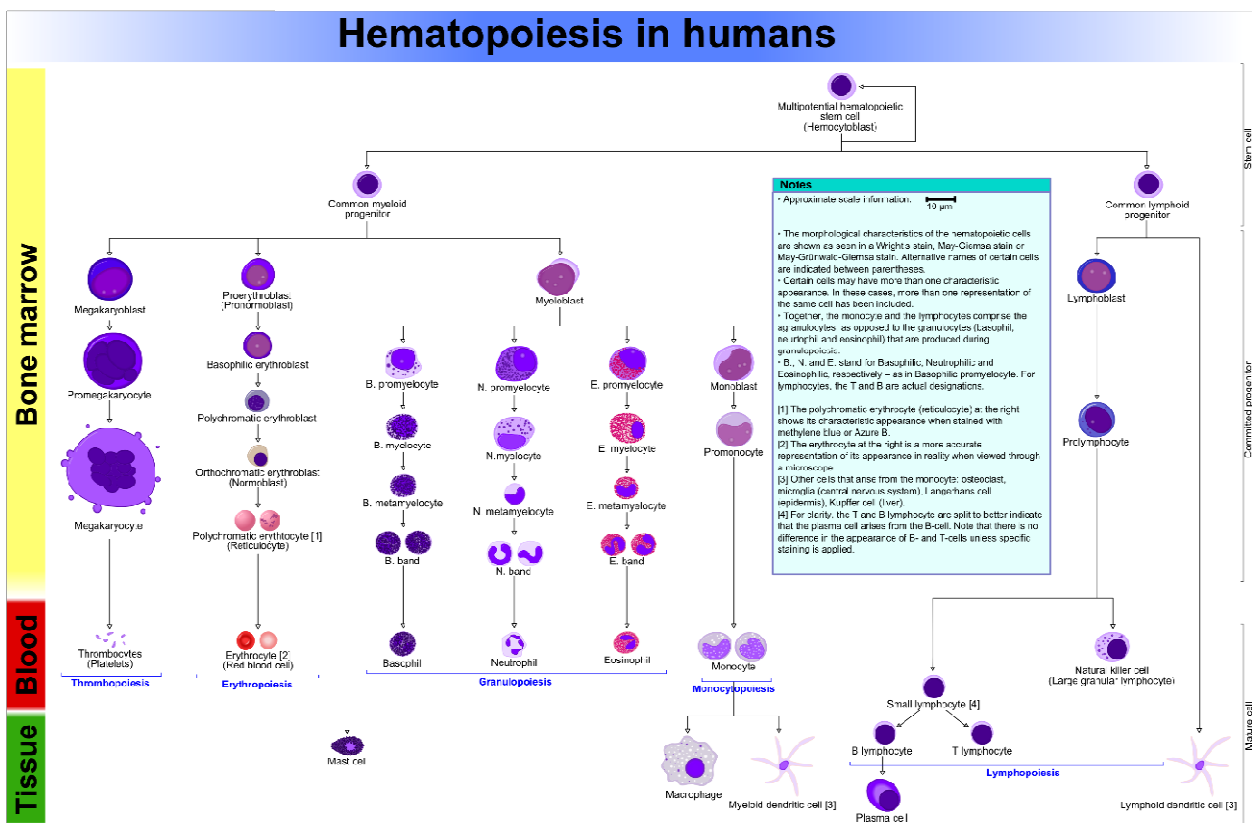 Hematopoiesis in humans
Bone marrow
Blood
Tissue
Stem cell
Committed progenitor
Mature cell
Multipotential hematopoietic
stem cell
(Hemocytoblast)
Common myeloid
progenitor
Common lymphoid
progenitor
Megakaryoblast
Proerythroblast
(Pronormoblast)
Myeloblast
Lymphoblast
Promegakaryocyte
Basophilic erythroblast
B. promyelocyte
N. promyelocyte
E. promyelocyte
Monoblast
Polychromatic erythroblast
B. myelocyte
N.myelocyte
E. myelocyte
Promonocyte
Prolymphocyte
Orthochromatic erythroblast
(Normoblast)
B. metamyelocyte
N. metamyelocyte
E. metamyelocyte
Megakaryocyte
Polychromatic erythrocyte [1]
(Reticulocyte)
B. band
N. band
E. band
Notes
• Approximate scale information:
10 μm
• The morphological characteristics of the hematopoietic cells
are shown as seen in a Wright's stain, May-Giemsa stain or
May-Grünwald-Giemsa stain. Alternative names of certain cells
are indicated between parentheses.
• Certain cells may have more than one characteristic
appearance. In these cases, more than one representation of
the same cell has been included.
• Together, the monocyte and the lymphocytes comprise the
agranulocytes, as opposed to the granulocytes (basophil,
neutrophil and eosinophil) that are produced during
granulopoiesis.
• B., N. and E. stand for Basophilic, Neutrophilic and
Eosinophilic, respectively – as in Basophilic promyelocyte. For
lymphocytes, the T and B are actual designations.
[1] The polychromatic erythrocyte (reticulocyte) at the right
shows its characteristic appearance when stained with
methylene blue or Azure B.
[2] The erythrocyte at the right is a more accurate
representation of its appearance in reality when viewed through
a microscope.
[3] Other cells that arise from the monocyte: osteoclast,
microglia (central nervous system), Langerhans cell
(epidermis), Kupffer cell (liver).
[4] For clarity, the T and B lymphocyte are split to better indicate
that the plasma cell arises from the B-cell. Note that there is no
difference in the appearance of B- and T-cells unless specific
staining is applied.
Thrombocytes
(Platelets)
Erythrocyte [2]
(Red blood cell)
Basophil
Neutrophil
Eosinophil
Monocyte
Natural killer cell
(Large granular lymphocyte)
Thrombopoiesis
Erythropoiesis
Granulopoiesis
Monocytopoiesis
Small lymphocyte [4]
B lymphocyte
T lymphocyte
Lymphopoiesis
Mast cell
Macrophage
Myeloid dendritic cell [3]
Plasma cell
Lymphoid dendritic cell [3]